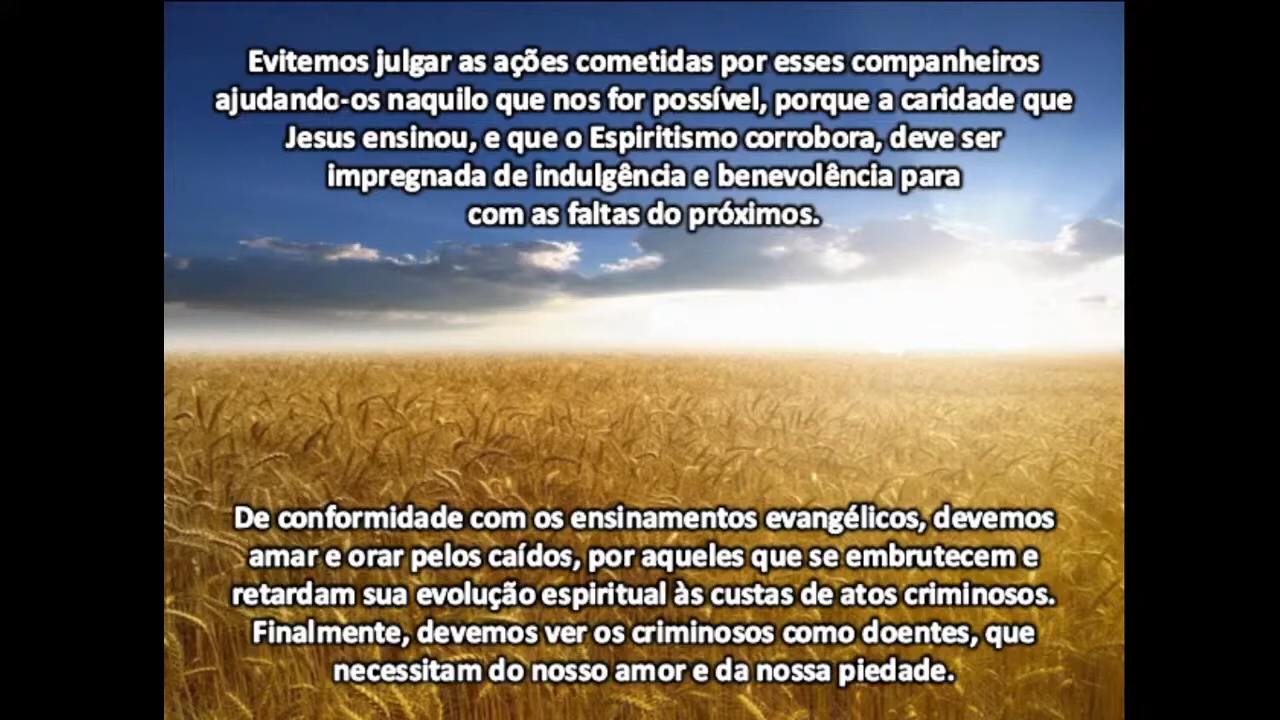 Evitemos julgar as ações cometidas por esses companheiros
ajudando-os naquilo que nos for possível, porque a caridade que
Jesus ensinou, e que o Espiritismo corrobora, deve ser
impregnada de indulgência e benevolência para
com as faltas do próximos.
De conformidade com os ensinamentos evangélicos, devemos
amar e orar pelos caídos, por aqueles que se embrutecem e
retardam sua evolução espiritual às custas de atos criminosos.
Finalmente, devemos ver os criminosos como doentes, que
necessitam do nosso amor e da nossa piedade.